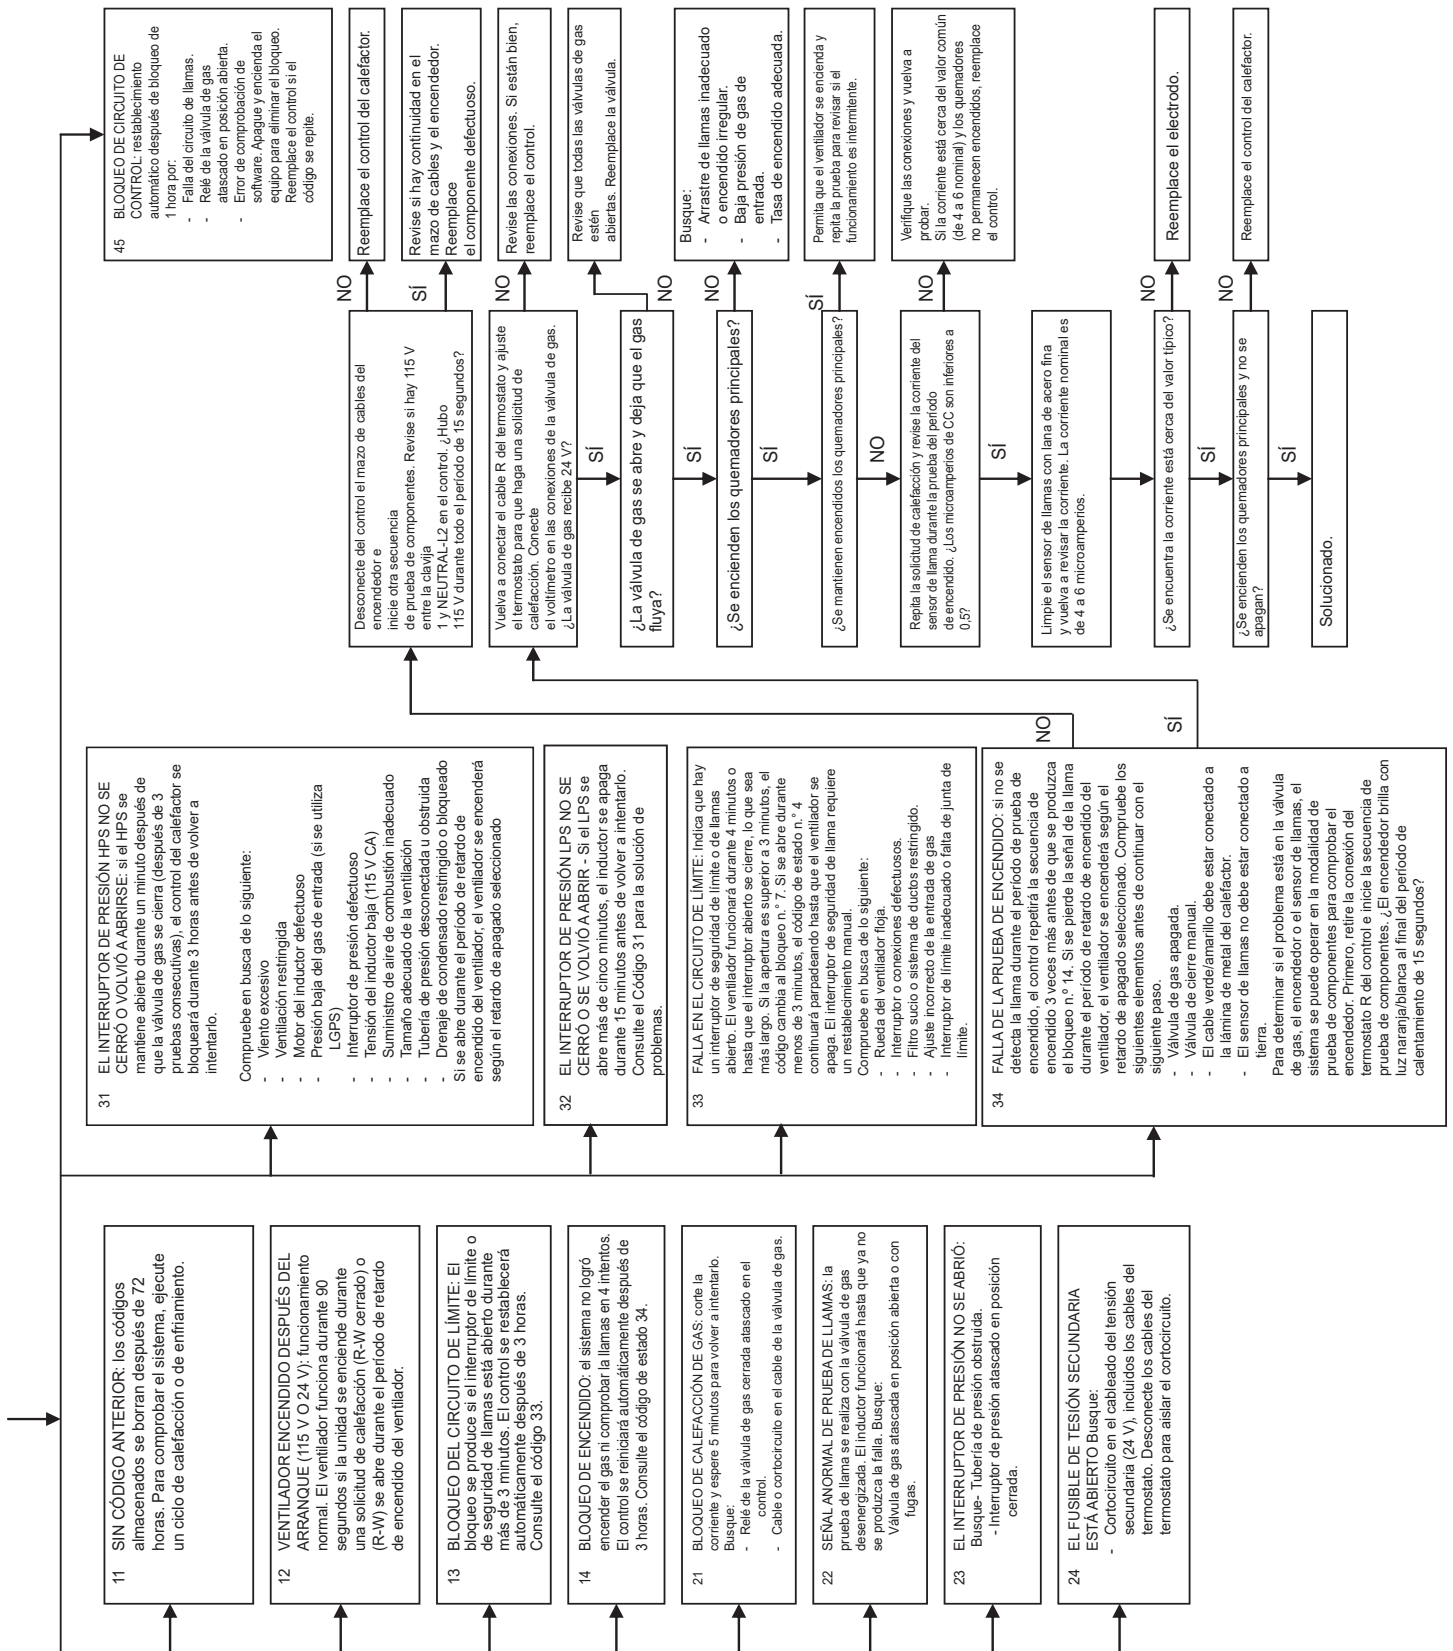 11 SIN CÓDIGO ANTERIOR: los códigos
almacenados se borran después de 72
horas. Para comprobar el sistema, ejecute
un ciclo de calefacción o de enfriamiento.
12 VENTILADOR ENCENDIDO DESPUÉS DEL
ARRANQUE (115 V O 24 V): funcionamiento
normal. El ventilador funciona durante 90
segundos si la unidad se enciende durante
una solicitud de calefacción (R-W cerrado) o
(R-W) se abre durante el período de retardo
de encendido del ventilador.
13 BLOQUEO DEL CIRCUITO DE LÍMITE: El
bloqueo se produce si el interruptor de límite o
de seguridad de llamas está abierto durante
más de 3 minutos. El control se restablecerá
automáticamente después de 3 horas.
Consulte el código 33.
14 BLOQUEO DE ENCENDIDO: el sistema no logró
encender el gas ni comprobar la llamas en 4 intentos.
El control se reiniciará automáticamente después de
3 horas. Consulte el código de estado 34.
21 BLOQUEO DE CALEFACCIÓN DE GAS: corte la
corriente y espere 5 minutos para volver a intentarlo.
Busque:
- Relé de la válvula de gas cerrada atascado en el
control.
- Cable o cortocircuito en el cable de la válvula de gas.
22 SEÑAL ANORMAL DE PRUEBA DE LLAMAS: la
prueba de llama se realiza con la válvula de gas
desenergizada. El inductor funcionará hasta que ya no
se produzca la falla. Busque:
Válvula de gas atascada en posición abierta o con
fugas.
23 EL INTERRUPTOR DE PRESIÓN NO SE ABRIÓ:
Busque- Tubería de presión obstruida.
- Interruptor de presión atascado en posición
cerrada.
24 EL FUSIBLE DE TESIÓN SECUNDARIA
ESTÁ ABIERTO Busque:
- Cortocircuito en el cableado del tensión
secundaria (24 V), incluidos los cables del
termostato. Desconecte los cables del
termostato para aislar el cortocircuito.
31 EL INTERRUPTOR DE PRESIÓN HPS NO SE
CERRÓ O VOLVIÓ A ABRIRSE: si el HPS se
mantiene abierto durante un minuto después de
que la válvula de gas se cierra (después de 3
pruebas consecutivas), el control del calefactor se
bloqueará durante 3 horas antes de volver a
intentarlo.
Compruebe en busca de lo siguiente:
- Viento excesivo
- Ventilación restringida
- Motor del inductor defectuoso
- Presión baja del gas de entrada (si se utiliza
LGPS)
- Interruptor de presión defectuoso
- Tensión del inductor baja (115 V CA)
- Suministro de aire de combustión inadecuado
- Tamaño adecuado de la ventilación
- Tubería de presión desconectada u obstruida
- Drenaje de condensado restringido o bloqueado
Si se abre durante el período de retardo de
encendido del ventilador, el ventilador se encenderá
según el retardo de apagado seleccionado
32 EL INTERRUPTOR DE PRESIÓN LPS NO SE
CERRÓ O SE VOLVIÓ A ABRIR - Si el LPS se
abre más de cinco minutos, el inductor se apaga
durante 15 minutos antes de volver a intentarlo.
Consulte el Código 31 para la solución de
problemas.
33 FALLA EN EL CIRCUITO DE LÍMITE: Indica que hay
un interruptor de seguridad de límite o de llamas
abierto. El ventilador funcionará durante 4 minutos o
hasta que el interruptor abierto se cierre, lo que sea
más largo. Si la apertura es superior a 3 minutos, el
código cambia al bloqueo n.° 7. Si se abre durante
menos de 3 minutos, el código de estado n.° 4
continuará parpadeando hasta que el ventilador se
apaga. El interruptor de seguridad de llama requiere
un restablecimiento manual.
Compruebe en busca de lo siguiente:
- Rueda del ventilador floja.
- Interruptor o conexiones defectuosos.
- Filtro sucio o sistema de ductos restringido.
- Ajuste incorrecto de la entrada de gas
- Interruptor de límite inadecuado o falta de junta de
límite.
34 FALLA DE LA PRUEBA DE ENCENDIDO: si no se
detecta la llama durante el período de prueba de
encendido, el control repetirá la secuencia de
encendido 3 veces más antes de que se produzca
el bloqueo n.° 14. Si se pierde la señal de la llama
durante el período de retardo de encendido del
ventilador, el ventilador se encenderá según el
retardo de apagado seleccionado. Compruebe los
siguientes elementos antes de continuar con el
siguiente paso.
- Válvula de gas apagada.
- Válvula de cierre manual.
- El cable verde/amarillo debe estar conectado a
la lámina de metal del calefactor.
- El sensor de llamas no debe estar conectado a
tierra.
Para determinar si el problema está en la válvula
de gas, el encendedor o el sensor de llamas, el
sistema se puede operar en la modalidad de
prueba de componentes para comprobar el
encendedor. Primero, retire la conexión del
termostato R del control e inicie la secuencia de
prueba de componentes. ¿El encendedor brilla con
luz naranja/blanca al final del período de
calentamiento de 15 segundos?
NO
SÍ
45 BLOQUEO DE CIRCUITO DE
CONTROL: restablecimiento
automático después de bloqueo de
1 hora por:
- Falla del circuito de llamas.
- Relé de la válvula de gas
atascado en posición abierta.
- Error de comprobación de
software. Apague y encienda el
equipo para eliminar el bloqueo.
Reemplace el control si el
código se repite.
Desconecte del control el mazo de cables del
encendedor e
inicie otra secuencia
de prueba de componentes. Revise si hay 115 V
entre la clavija
1 y NEUTRAL-L2 en el control. ¿Hubo
115 V durante todo el período de 15 segundos?
NO
Reemplace el control del calefactor.
SÍ
Revise si hay continuidad en el
mazo de cables y el encendedor.
Reemplace
el componente defectuoso.
Vuelva a conectar el cable R del termostato y ajuste
el termostato para que haga una solicitud de
calefacción. Conecte
el voltímetro en las conexiones de la válvula de gas.
¿La válvula de gas recibe 24 V?
NO
Revise las conexiones. Si están bien,
reemplace el control.
SÍ
¿La válvula de gas se abre y deja que el gas
fluya?
NO
Revise que todas las válvulas de gas
estén
abiertas. Reemplace la válvula.
SÍ
¿Se encienden los quemadores principales?
NO
Busque:
- Arrastre de llamas inadecuado
o encendido irregular.
- Baja presión de gas de
entrada.
- Tasa de encendido adecuada.
SÍ
¿Se mantienen encendidos los quemadores principales?
SÍ
Permita que el ventilador se encienda y
repita la prueba para revisar si el
funcionamiento es intermitente.
NO
Repita la solicitud de calefacción y revise la corriente del
sensor de llama durante la prueba del período
de encendido. ¿Los microamperios de CC son inferiores a
0,5?
NO
Verifique las conexiones y vuelva a
probar.
Si la corriente está cerca del valor común
(de 4 a 6 nominal) y los quemadores
no permanecen encendidos, reemplace
el control.
SÍ
Limpie el sensor de llamas con lana de acero fina
y vuelva a revisar la corriente. La corriente nominal es
de 4 a 6 microamperios.
¿Se encuentra la corriente está cerca del valor típico?
NO
Remplace el electrodo.
SÍ
¿Se encienden los quemadores principales y no se
apagan?
NO
Reemplace el control del calefactor.
SÍ
Solucionado.